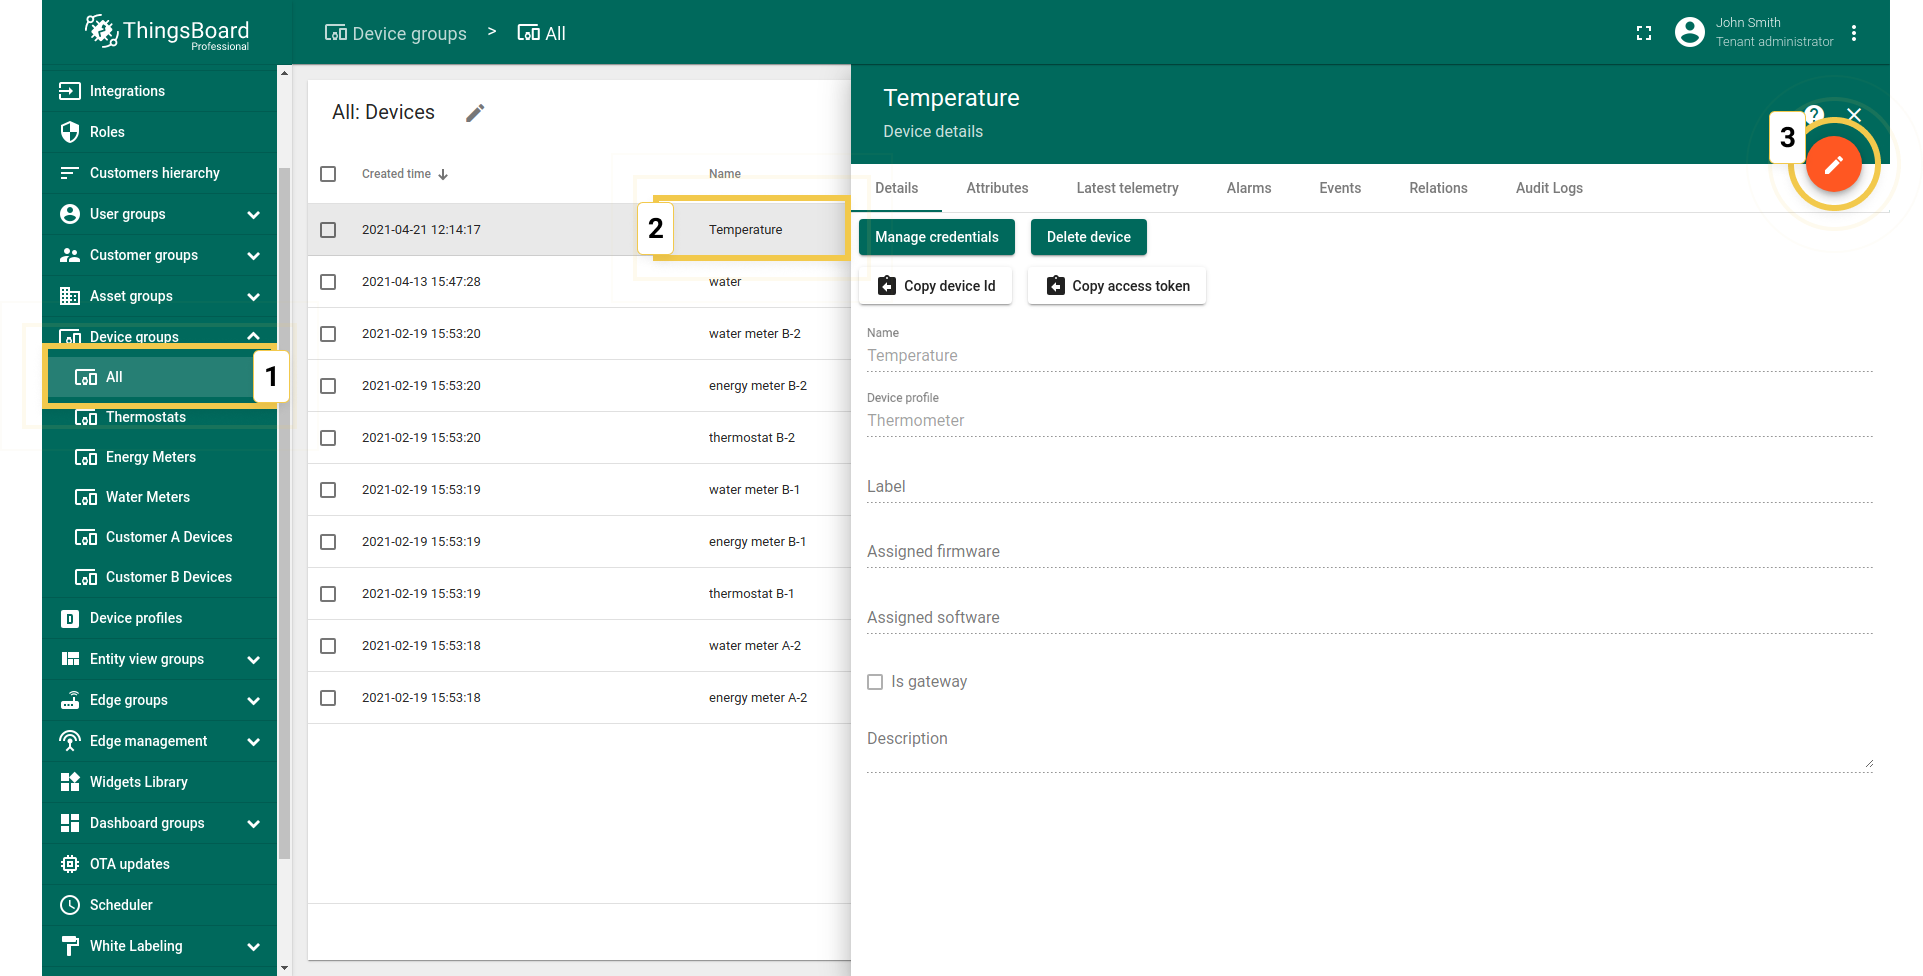 ThingsBoard
Professional
Device groups > All
John Smith
Tenant administrator
Integrations
Roles
Customers hierarchy
User groups
Customer groups
Asset groups
Device groups
All
1
Thermostats
Energy Meters
Water Meters
Customer A Devices
Customer B Devices
Device profiles
Entity view groups
Edge groups
Edge management
Widgets Library
Dashboard groups
OTA updates
Scheduler
White Labeling
All: Devices
Created time Name
2021-04-21 12:14:17 2 Temperature
2021-04-13 15:47:28 water
2021-02-19 15:53:20 water meter B-2
2021-02-19 15:53:20 energy meter B-2
2021-02-19 15:53:20 thermostat B-2
2021-02-19 15:53:19 water meter B-1
2021-02-19 15:53:19 energy meter B-1
2021-02-19 15:53:19 thermostat B-1
2021-02-19 15:53:18 water meter A-2
2021-02-19 15:53:18 energy meter A-2
Temperature
Device details
?
3
Details Attributes Latest telemetry Alarms Events Relations Audit Logs
Manage credentials Delete device
Copy device Id Copy access token
Name
Temperature
Device profile
Thermometer
Label
Assigned firmware
Assigned software
Is gateway
Description